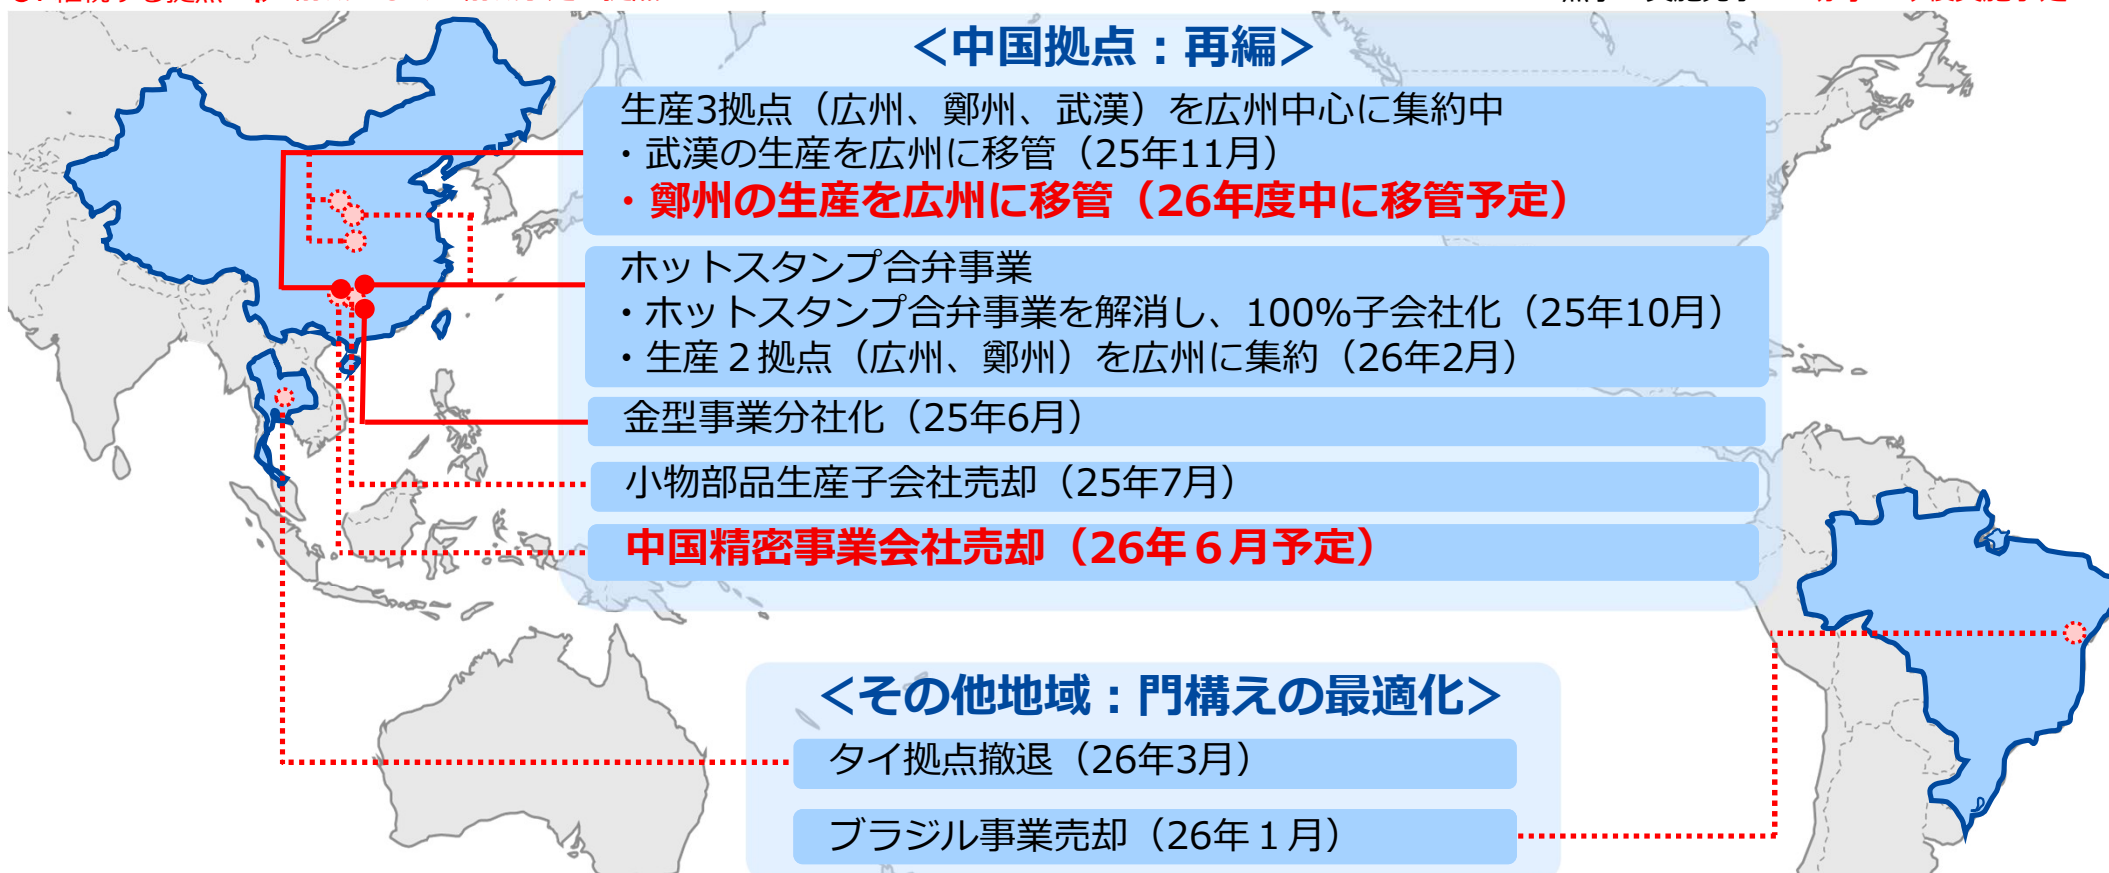 ＜中国拠点：再編＞
生産3拠点（広州、鄭州、武漢）を広州中心に集約中
・武漢の生産を広州に移管（25年11月）
・鄭州の生産を広州に移管（26年度中に移管予定）
ホットスタンプ合弁事業
・ホットスタンプ合弁事業を解消し、100%子会社化（25年10月）
・生産２拠点（広州、鄭州）を広州に集約（26年2月）
金型事業分社化（25年6月）
小物部品生産子会社売却（25年7月）
中国精密事業会社売却（26年６月予定）
＜その他地域：門構えの最適化＞
タイ拠点撤退（26年3月）
ブラジル事業売却（26年１月）